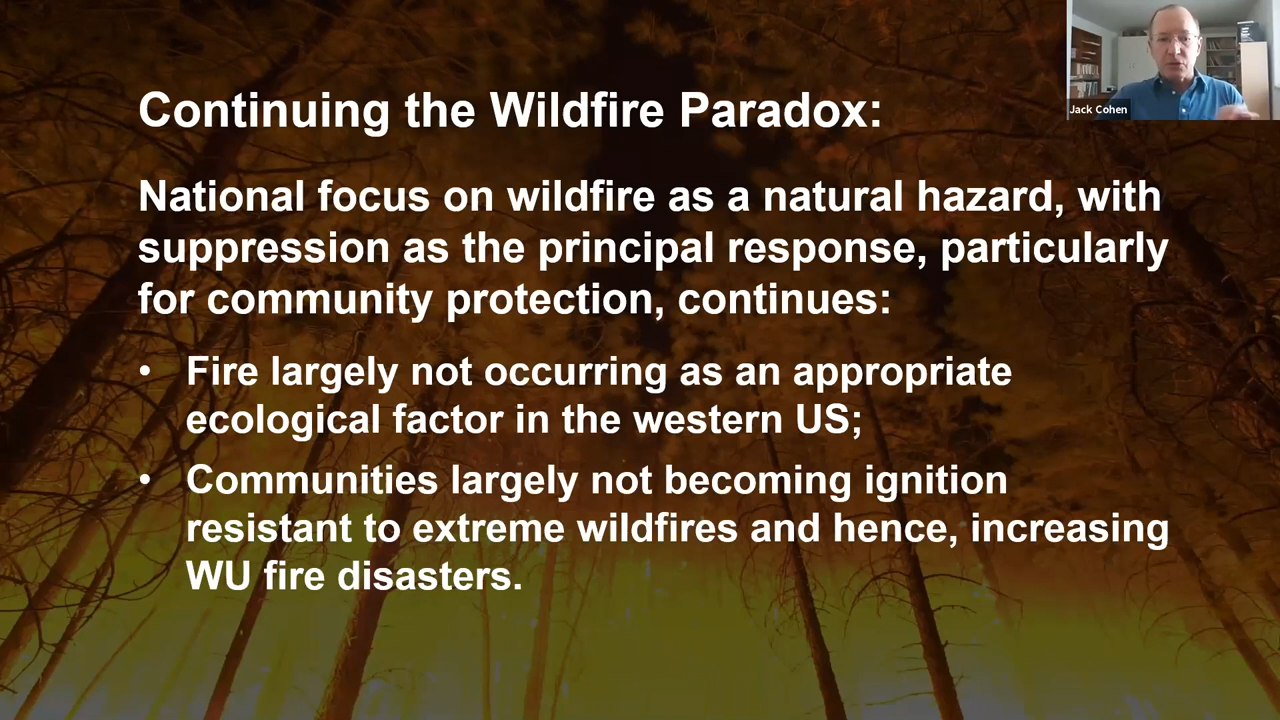 Jack Cohen
Continuing the Wildfire Paradox:
National focus on wildfire as a natural hazard, with
suppression as the principal response, particularly
for community protection, continues:
• Fire largely not occurring as an appropriate
ecological factor in the western US;
• Communities largely not becoming ignition
resistant to extreme wildfires and hence, increasing
WU fire disasters.